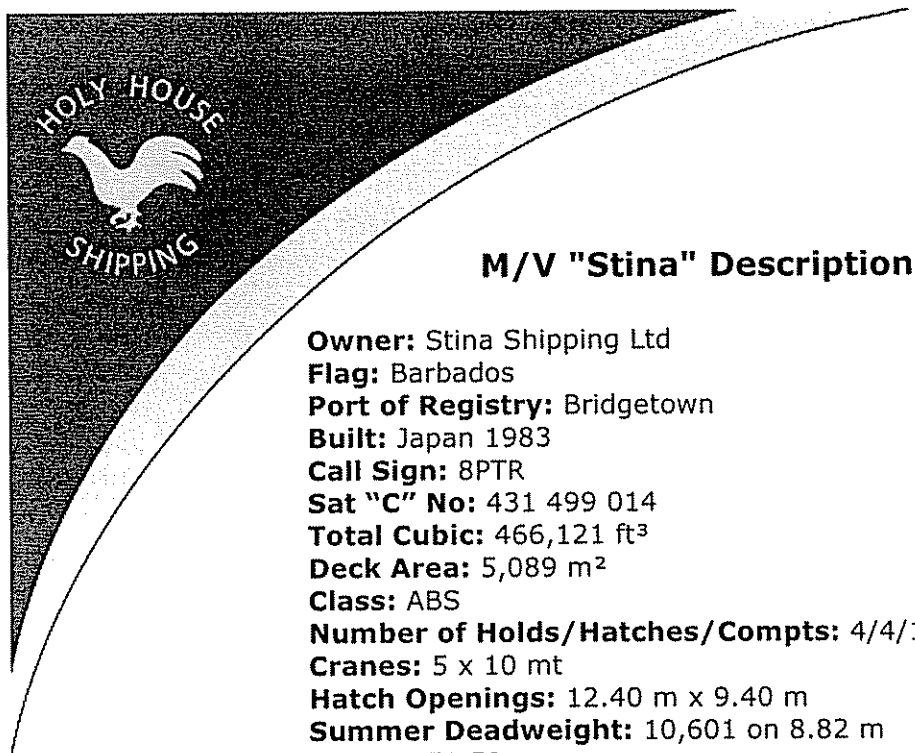 HOLY HOUSE
SHIPPING
M/V "Stina" Description
Owner: Stina Shipping Ltd
Flag: Barbados
Port of Registry: Bridgetown
Built: Japan 1983
Call Sign: 8PTR
Sat "C" No: 431 499 014
Total Cubic: 466,121 ft³
Deck Area: 5,089 m²
Class: ABS
Number of Holds/Hatches/Compts: 4/4/1
Cranes: 5 x 10 mt
Hatch Openings: 12.40 m x 9.40 m
Summer Deadweight: 10,601 on 8.82 m